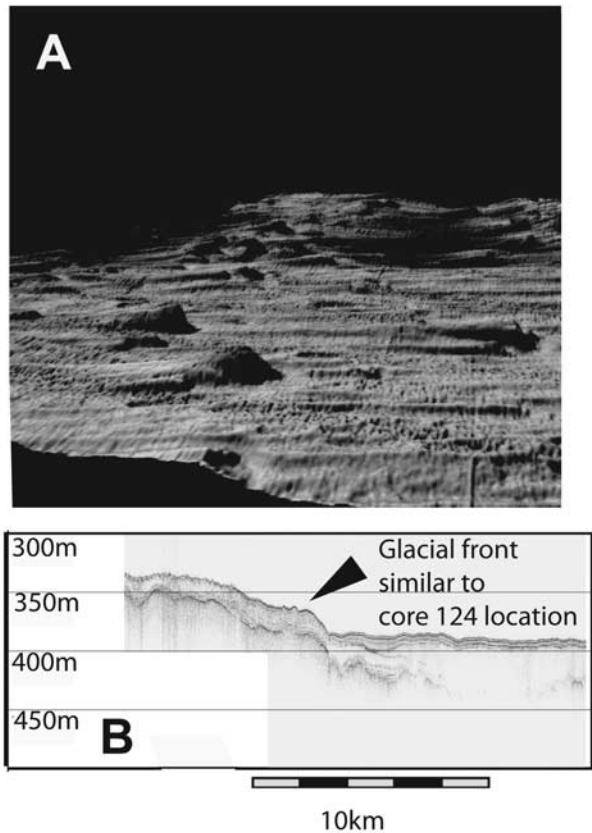 A
300m
350m
400m
450m
Glacial front
similar to
core 124 location
B
10km